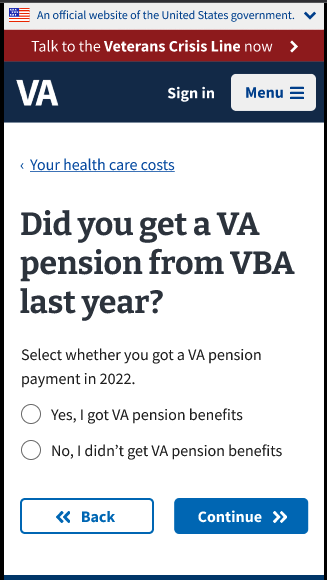 An official website of the United States government.
Talk to the Veterans Crisis Line now
VA
Sign in
Menu
‹ Your health care costs
Did you get a VA
pension from VBA
last year?
Select whether you got a VA pension
payment in 2022.
Yes, I got VA pension benefits
No, I didn’t get VA pension benefits
Back
Continue